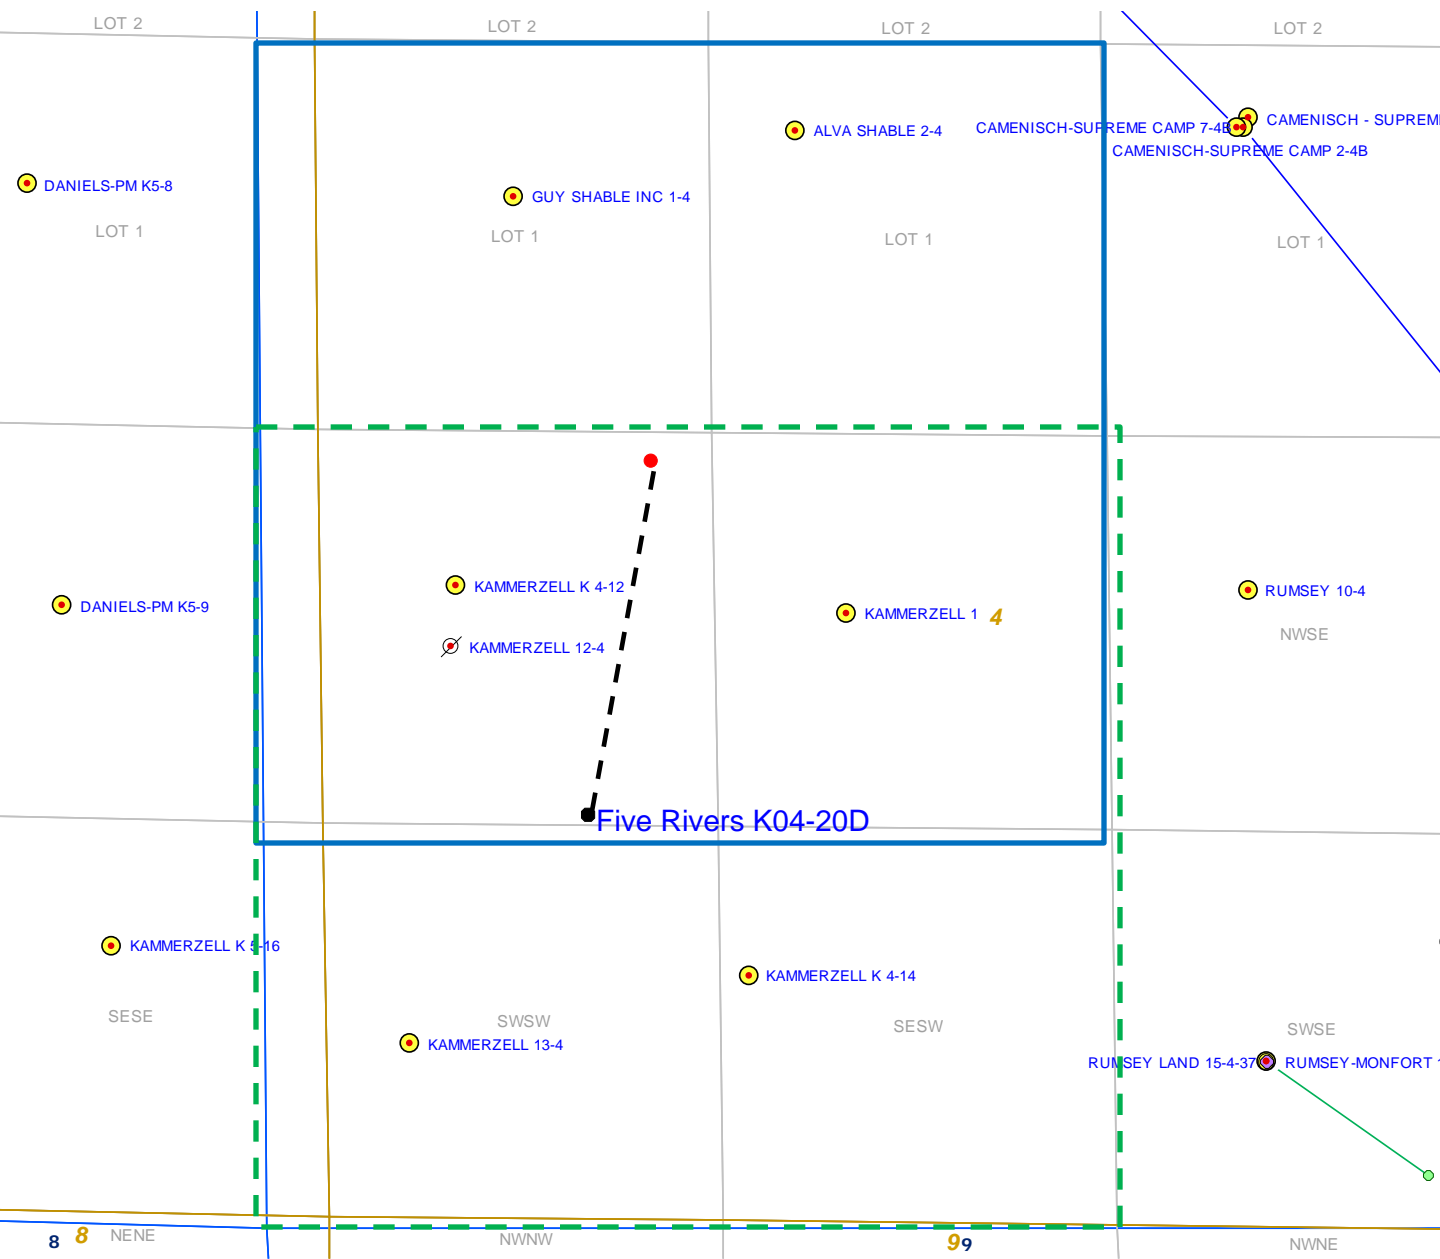 LOT 2
LOT 2
LOT 2
LOT 2
CAMENISCH - SUPREM
CAMENISCH-SUPREME CAMP 7-4B
ALVA SHABLE 2-4
CAMENISCH-SUPREME CAMP 2-4B
DANIELS-PM K5-8
GUY SHABLE INC 1-4
LOT 1
LOT 1
LOT 1
LOT 1
KAMMERZELL K 4-12
RUMSEY 10-4
DANIELS-PM K5-9
KAMMERZELL 1
4
NWSE
KAMMERZELL 12-4
Five Rivers K04-20D
KAMMERZELL K 5-16
KAMMERZELL K 4-14
SESE
SWSW
SESW
SWSE
KAMMERZELL 13-4
RUMSEY LAND 15-4-37
RUMSEY-MONFORT 1
8
8
NENE
NWNW
9
9
NWNE